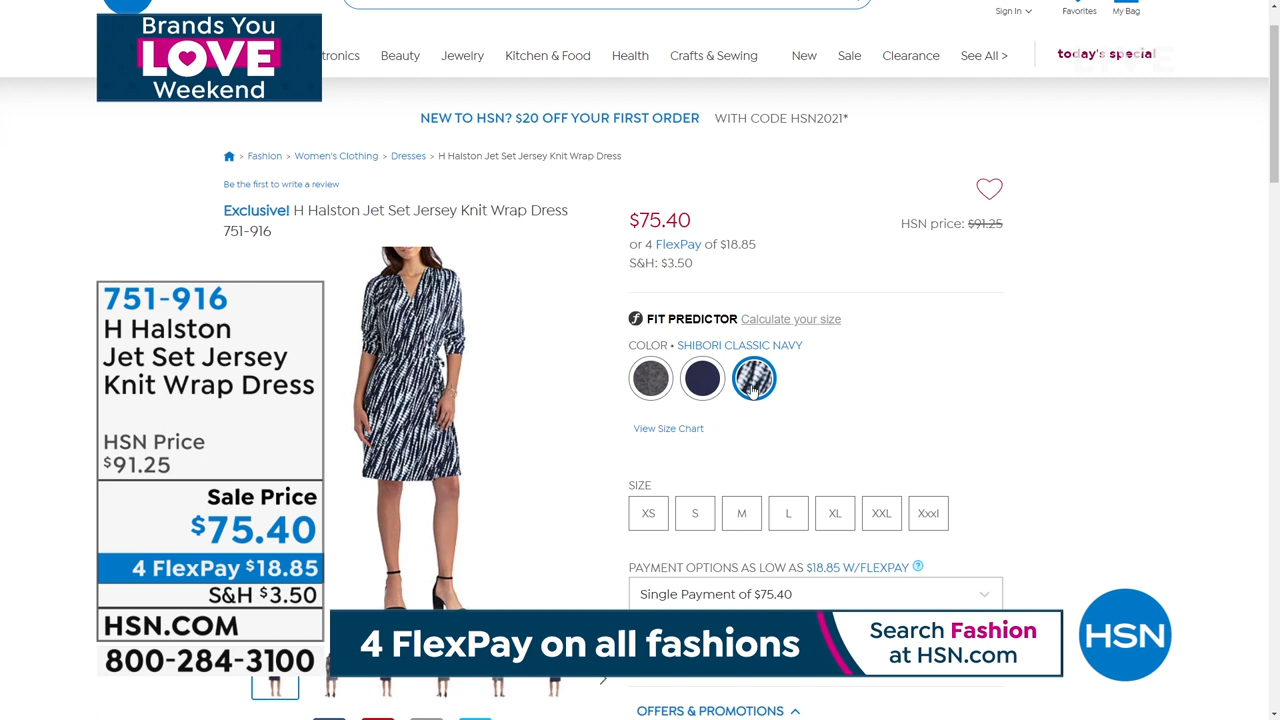 Sign In
Favorites
My Bag
Brands You
LOVE
Weekend
tronics
Beauty
Jewelry
Kitchen & Food
Health
Crafts & Sewing
New
Sale
Clearance
See All >
today's special
NEW TO HSN? $20 OFF YOUR FIRST ORDER WITH CODE HSN2021*
> Fashion > Women's Clothing > Dresses > H Halston Jet Set Jersey Knit Wrap Dress
Be the first to write a review
Exclusive! H Halston Jet Set Jersey Knit Wrap Dress
751-916
$75.40
HSN price: $91.25
or 4 FlexPay of $18.85
S&H: $3.50
FIT PREDICTOR Calculate your size
COLOR • SHIBORI CLASSIC NAVY
View Size Chart
SIZE
XS
S
M
L
XL
XXL
Xxxl
PAYMENT OPTIONS AS LOW AS $18.85 W/FLEXPAY ?
Single Payment of $75.40
751-916
H Halston
Jet Set Jersey
Knit Wrap Dress
HSN Price
$91.25
Sale Price
$75.40
4 FlexPay $18.85
S&H $3.50
HSN.COM
800-284-3100
4 FlexPay on all fashions
Search Fashion
at HSN.com
HSN
OFFERS & PROMOTIONS